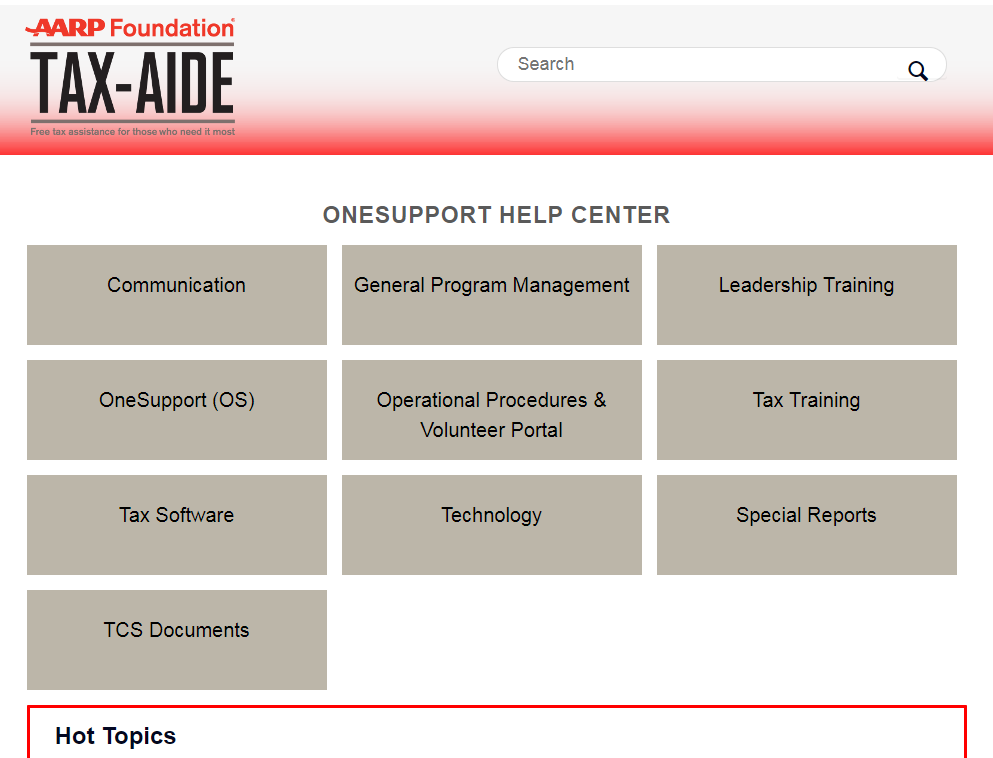 AARP Foundation®
TAX-AIDE
Free tax assistance for those who need it most
Search
ONESUPPORT HELP CENTER
Communication
General Program Management
Leadership Training
OneSupport (OS)
Operational Procedures &
Volunteer Portal
Tax Training
Tax Software
Technology
Special Reports
TCS Documents
Hot Topics